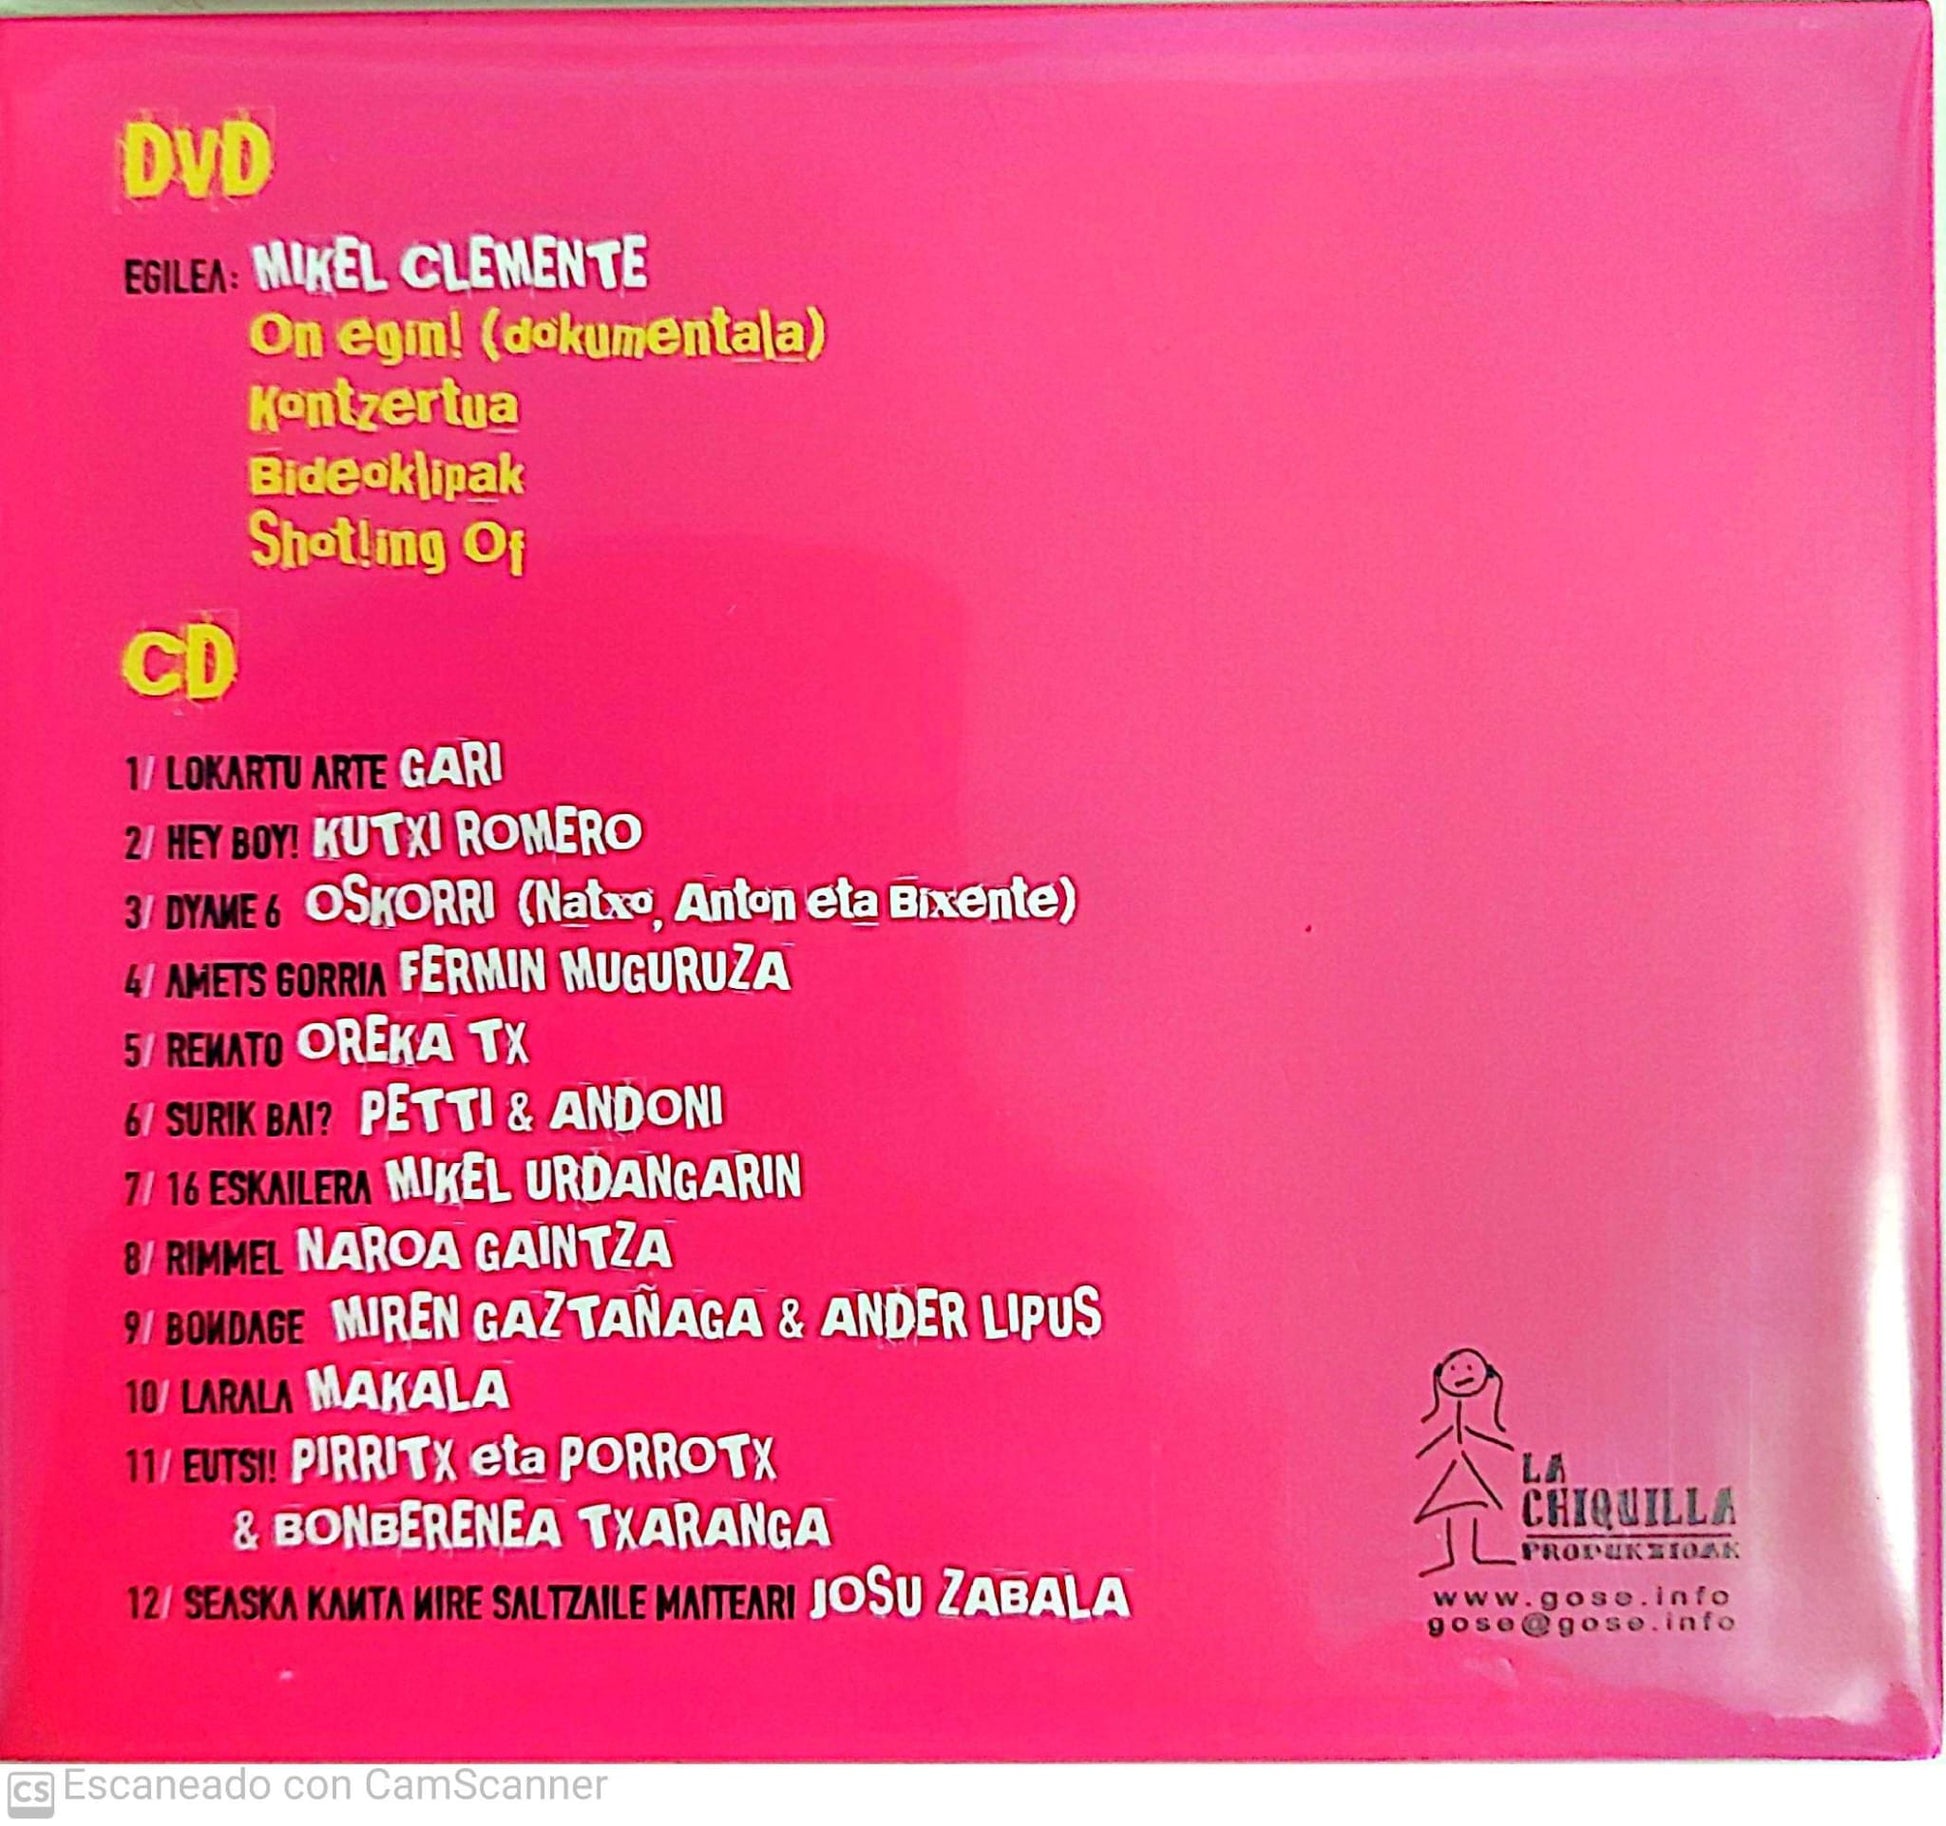 DVD
EGILEA: MIKEL CLEMENTE
On egin! (dokumentala)
Kontzertua
Bideoklipak
Shotling Of
CD
1/ LOKARTU ARTE GARI
2/ HEY BOY! KUTXI ROMERO
3/ DYANE 6 OSKORRI (Natxo, Anton eta Bixente)
4/ AMETS GORRIA FERMIN MUGURUZA
5/ RENATO OREKA TX
6/ SURIK BAI? PETTI & ANDONI
7/ 16 ESKAILERA MIKEL URDANGARIN
8/ RIMMEL NAROA GAINTZA
9/ BONDAGE MIREN GAZTAÑAGA & ANDER LIPUS
10/ LARALA MAKALA
11/ EUTSI! PIRRITX eta PORROTX
& BONBERENEA TXARANGA
12/ SEASKA KANTA NIRE SALTZAILE MAITEARI JOSU ZABALA
LA
CHIQUILLA
PRODUKZIOAK
www.gose.info
gose@gose.info
CS Escaneado con CamScanner